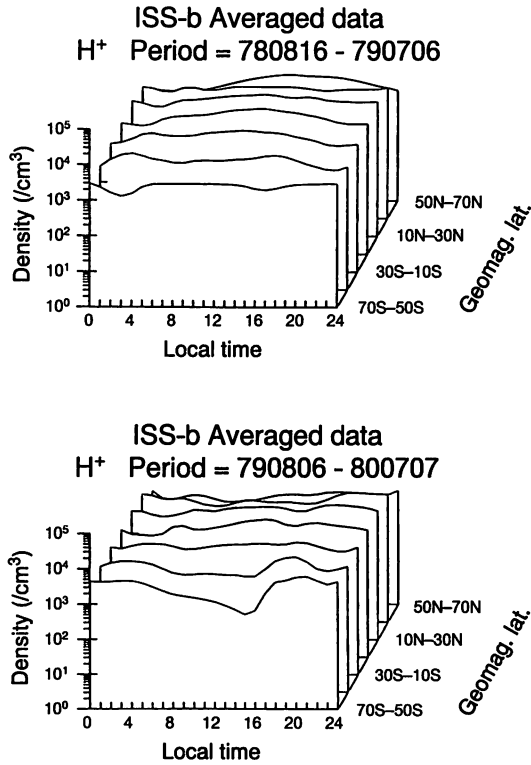 ISS-b Averaged data
H⁺ Period = 780816 - 790706
Density (/cm³)
10⁵
10⁴
10³
10²
10¹
10⁰
0 4 8 12 16 20 24
Local time
50N–70N
10N–30N
30S–10S
70S–50S
Geomag. lat.
ISS-b Averaged data
H⁺ Period = 790806 - 800707
Density (/cm³)
10⁵
10⁴
10³
10²
10¹
10⁰
0 4 8 12 16 20 24
Local time
50N–70N
10N–30N
30S–10S
70S–50S
Geomag. lat.